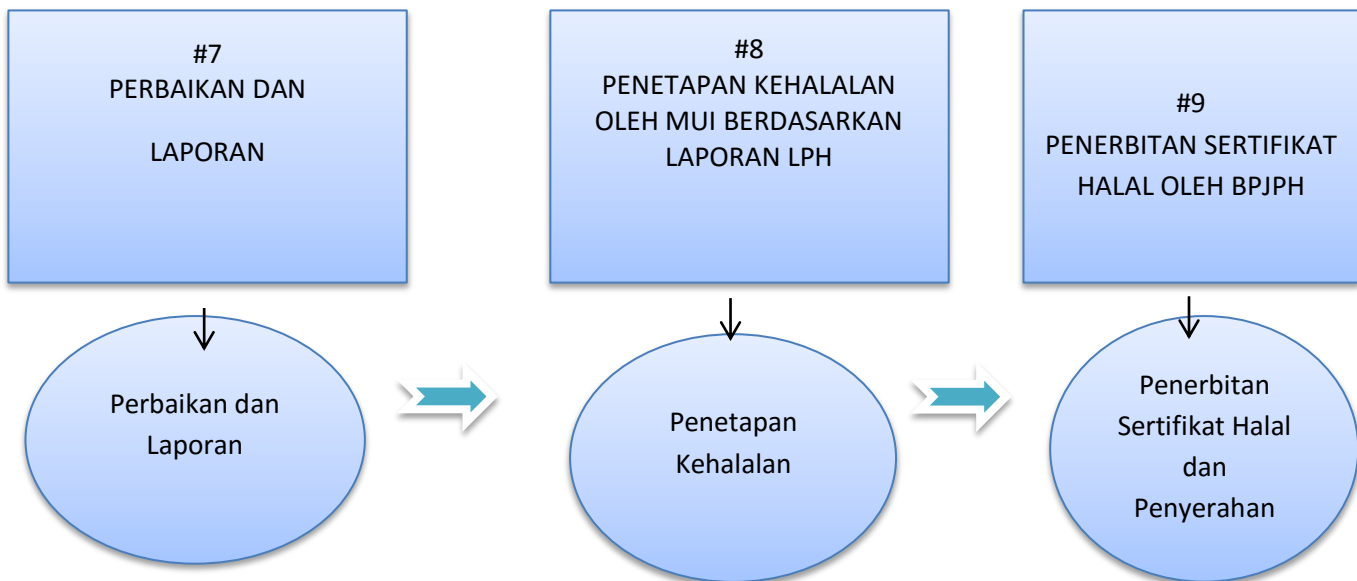 #7
PERBAIKAN DAN
LAPORAN
#8
PENETAPAN KEHALALAN
OLEH MUI BERDASARKAN
LAPORAN LPH
#9
PENERBITAN SERTIFIKAT
HALAL OLEH BPJPH
Perbaikan dan
Laporan
Penetapan
Kehalalan
Penerbitan
Sertifikat Halal
dan
Penyerahan